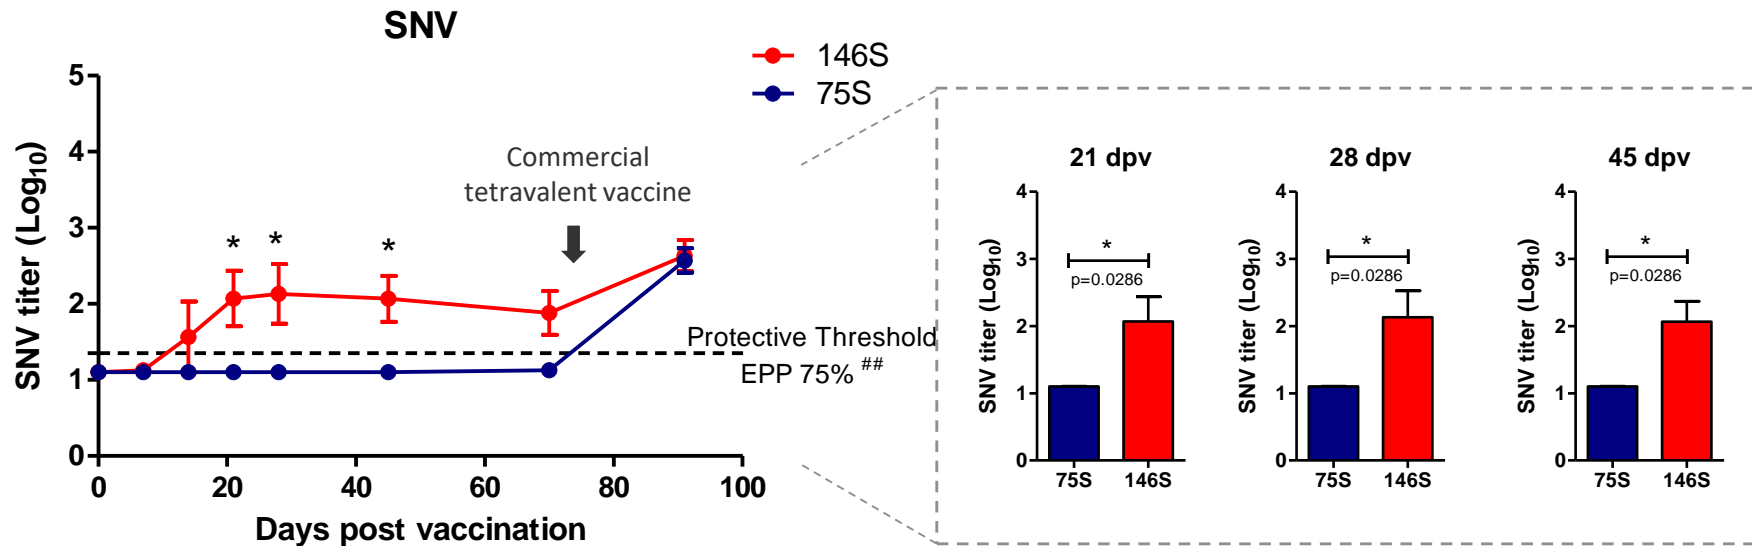 SNV
146S
75S
5
4
3
2
1
0
SNV titer (Log10)
* * *
Commercial
tetravalent vaccine
Protective Threshold
EPP 75% ##
0 20 40 60 80 100
Days post vaccination
21 dpv
4
3
2
1
0
SNV titer (Log10)
*
p=0.0286
75S 146S
28 dpv
4
3
2
1
0
SNV titer (Log10)
*
p=0.0286
75S 146S
45 dpv
4
3
2
1
0
SNV titer (Log10)
*
p=0.0286
75S 146S